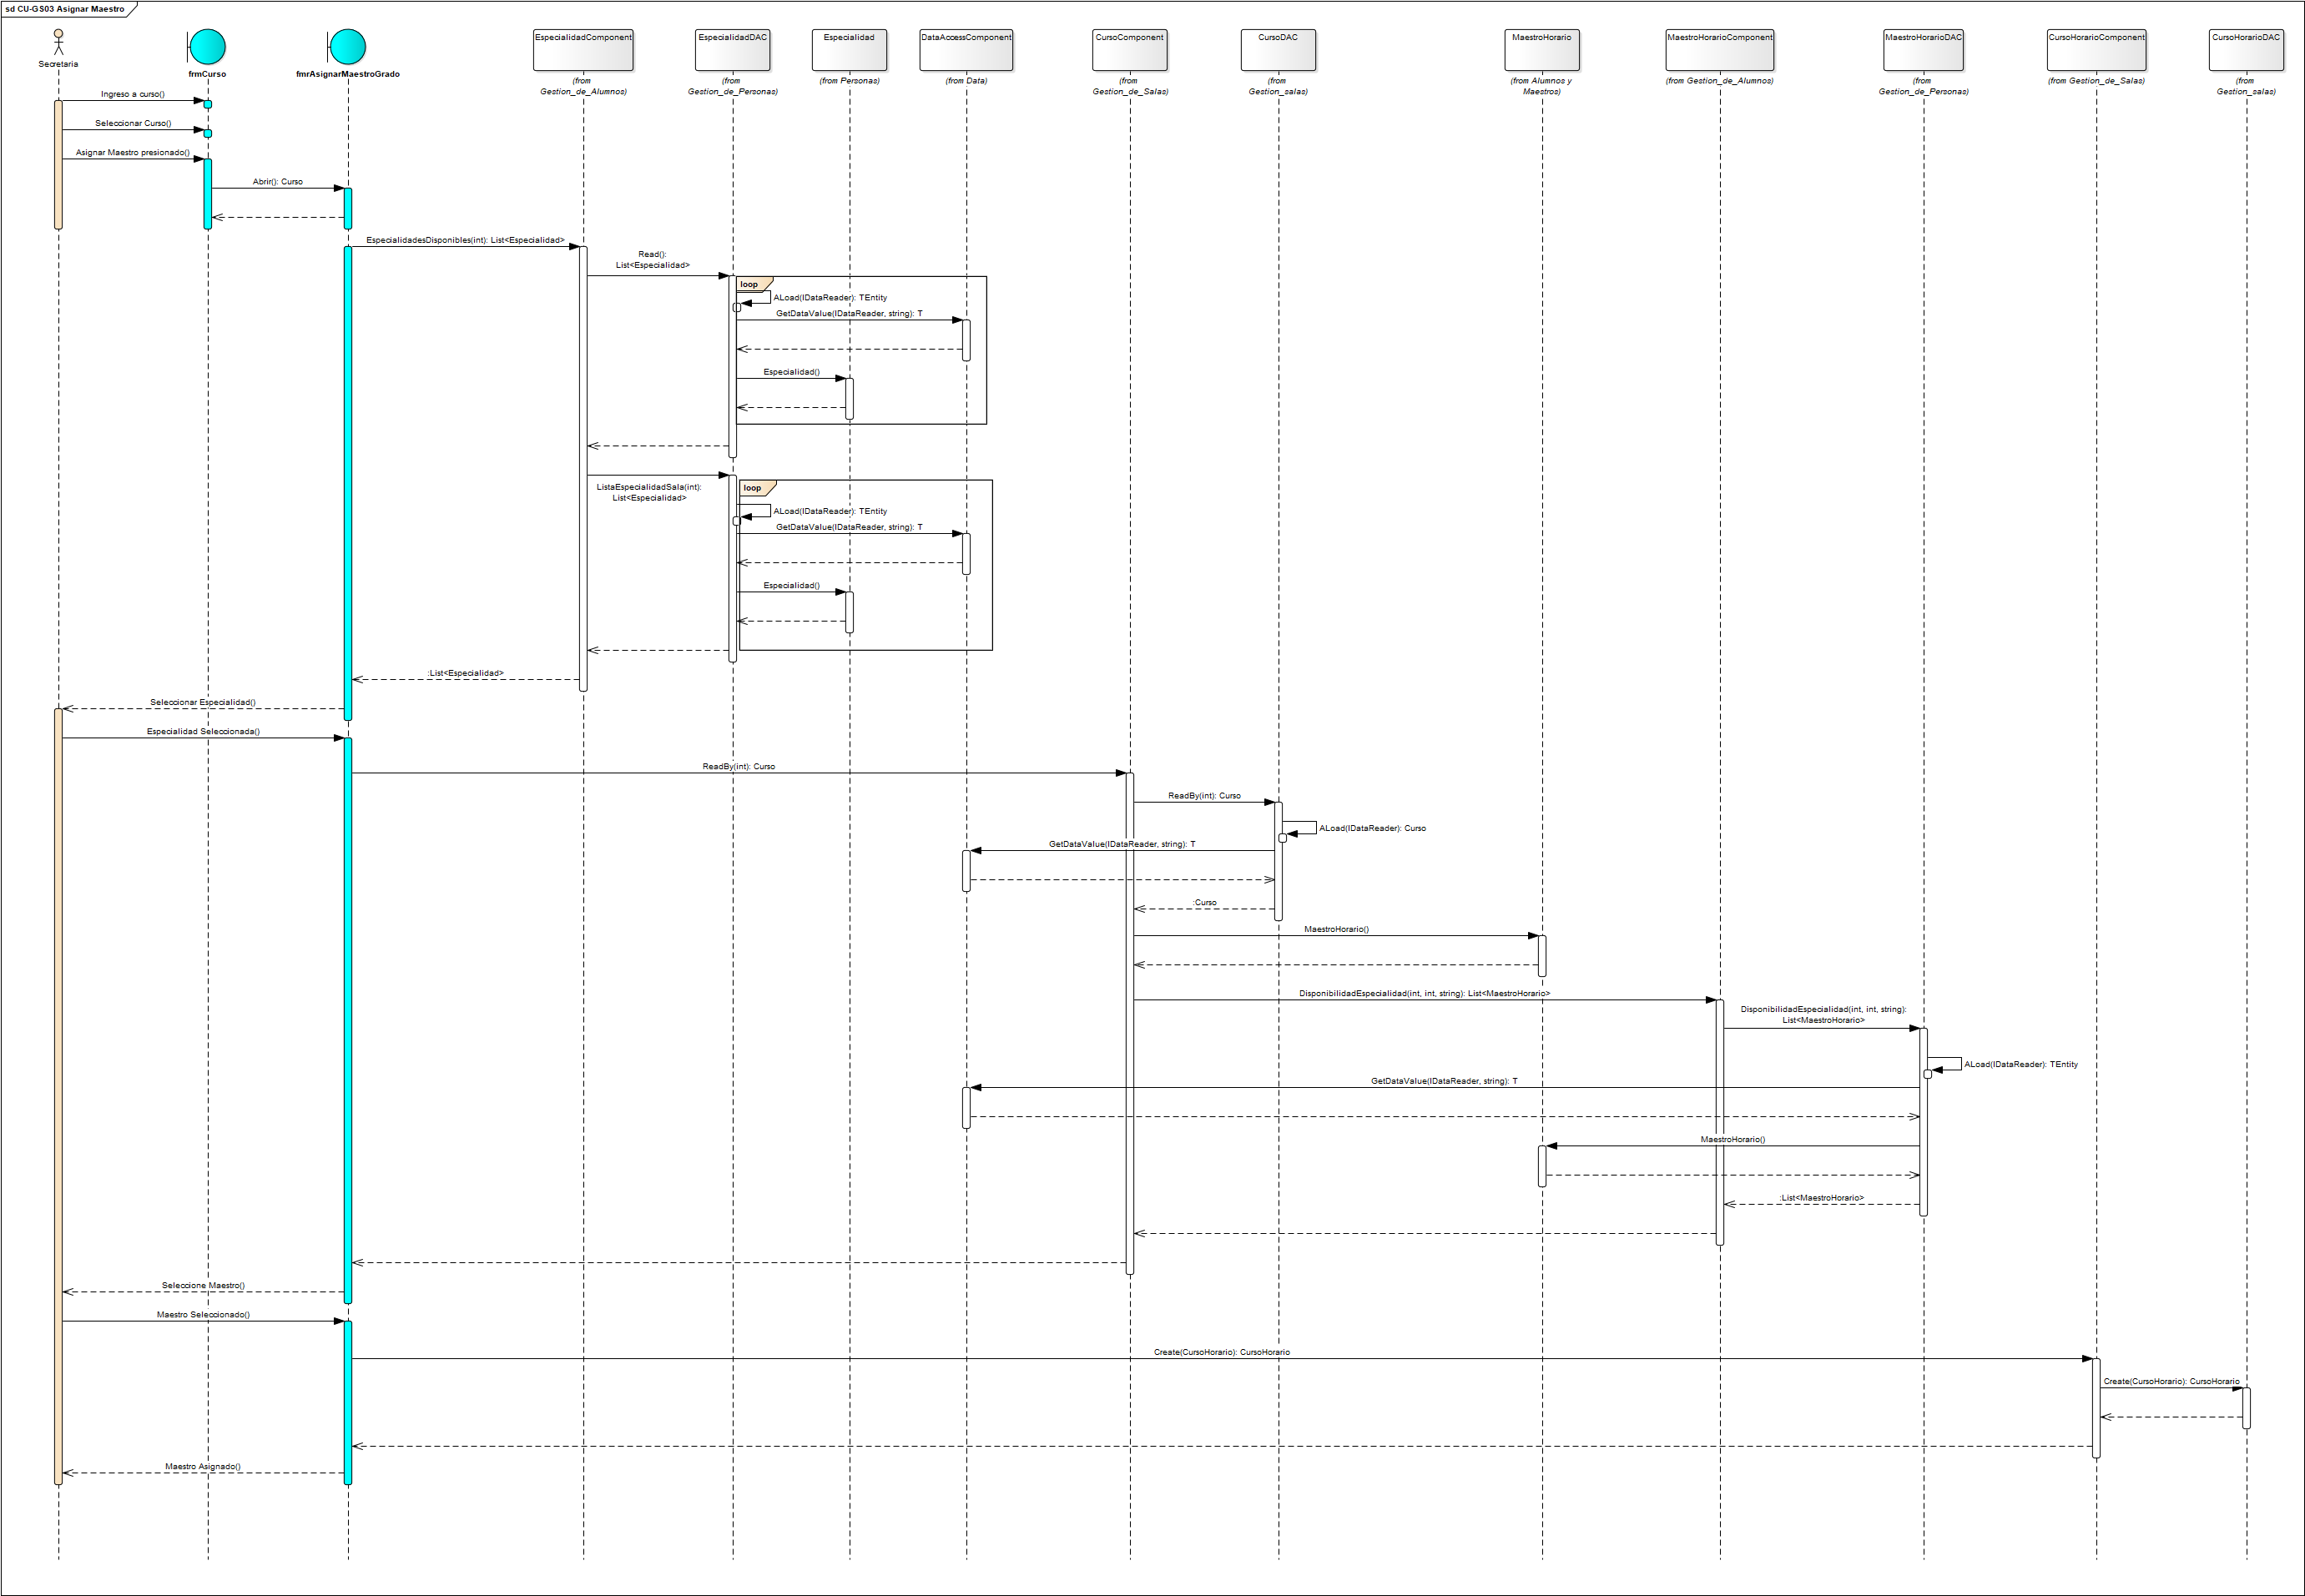 sd CU-GS03 Asignar Maestro
Secretaria
frmCurso
fmrAsignarMaestroGrado
EspecialidadComponent
(from
Gestion_de_Alumnos)
EspecialidadDAC
(from
Gestion_de_Personas)
Especialidad
(from Personas)
DataAccessComponent
(from Data)
CursoComponent
(from
Gestion_de_Salas)
CursoDAC
(from
Gestion_salas)
MaestroHorario
(from Alumnos y
Maestros)
MaestroHorarioComponent
(from Gestion_de_Alumnos)
MaestroHorarioDAC
(from
Gestion_de_Personas)
CursoHorarioComponent
(from Gestion_de_Salas)
CursoHorarioDAC
(from
Gestion_salas)
Ingreso a curso()
Seleccionar Curso()
Asignar Maestro presionado()
Abrir(): Curso
EspecialidadesDisponibles(int): List<Especialidad>
Read():
List<Especialidad>
loop
ALoad(IDataReader): TEntity
GetDataValue(IDataReader, string): T
Especialidad()
ListaEspecialidadSala(int):
List<Especialidad>
loop
ALoad(IDataReader): TEntity
GetDataValue(IDataReader, string): T
Especialidad()
:List<Especialidad>
Seleccionar Especialidad()
Especialidad Seleccionada()
ReadBy(int): Curso
ReadBy(int): Curso
ALoad(IDataReader): Curso
GetDataValue(IDataReader, string): T
:Curso
MaestroHorario()
DisponibilidadEspecialidad(int, int, string): List<MaestroHorario>
DisponibilidadEspecialidad(int, int, string):
List<MaestroHorario>
ALoad(IDataReader): TEntity
GetDataValue(IDataReader, string): T
MaestroHorario()
:List<MaestroHorario>
Seleccione Maestro()
Maestro Seleccionado()
Create(CursoHorario): CursoHorario
Create(CursoHorario): CursoHorario
Maestro Asignado()